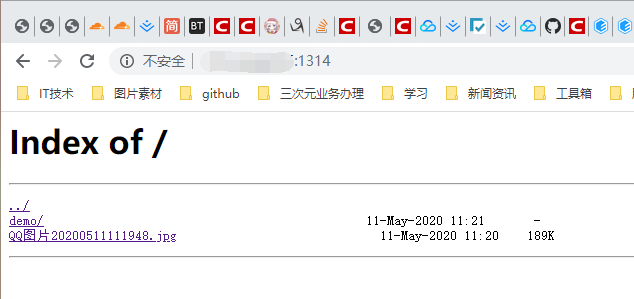 简 BT
不安全 :1314
IT技术 图片素材 github 三次元业务办理 学习 新闻资讯 工具箱
Index of /
../
demo/ 11-May-2020 11:21 -
QQ图片20200511111948.jpg 11-May-2020 11:20 189K